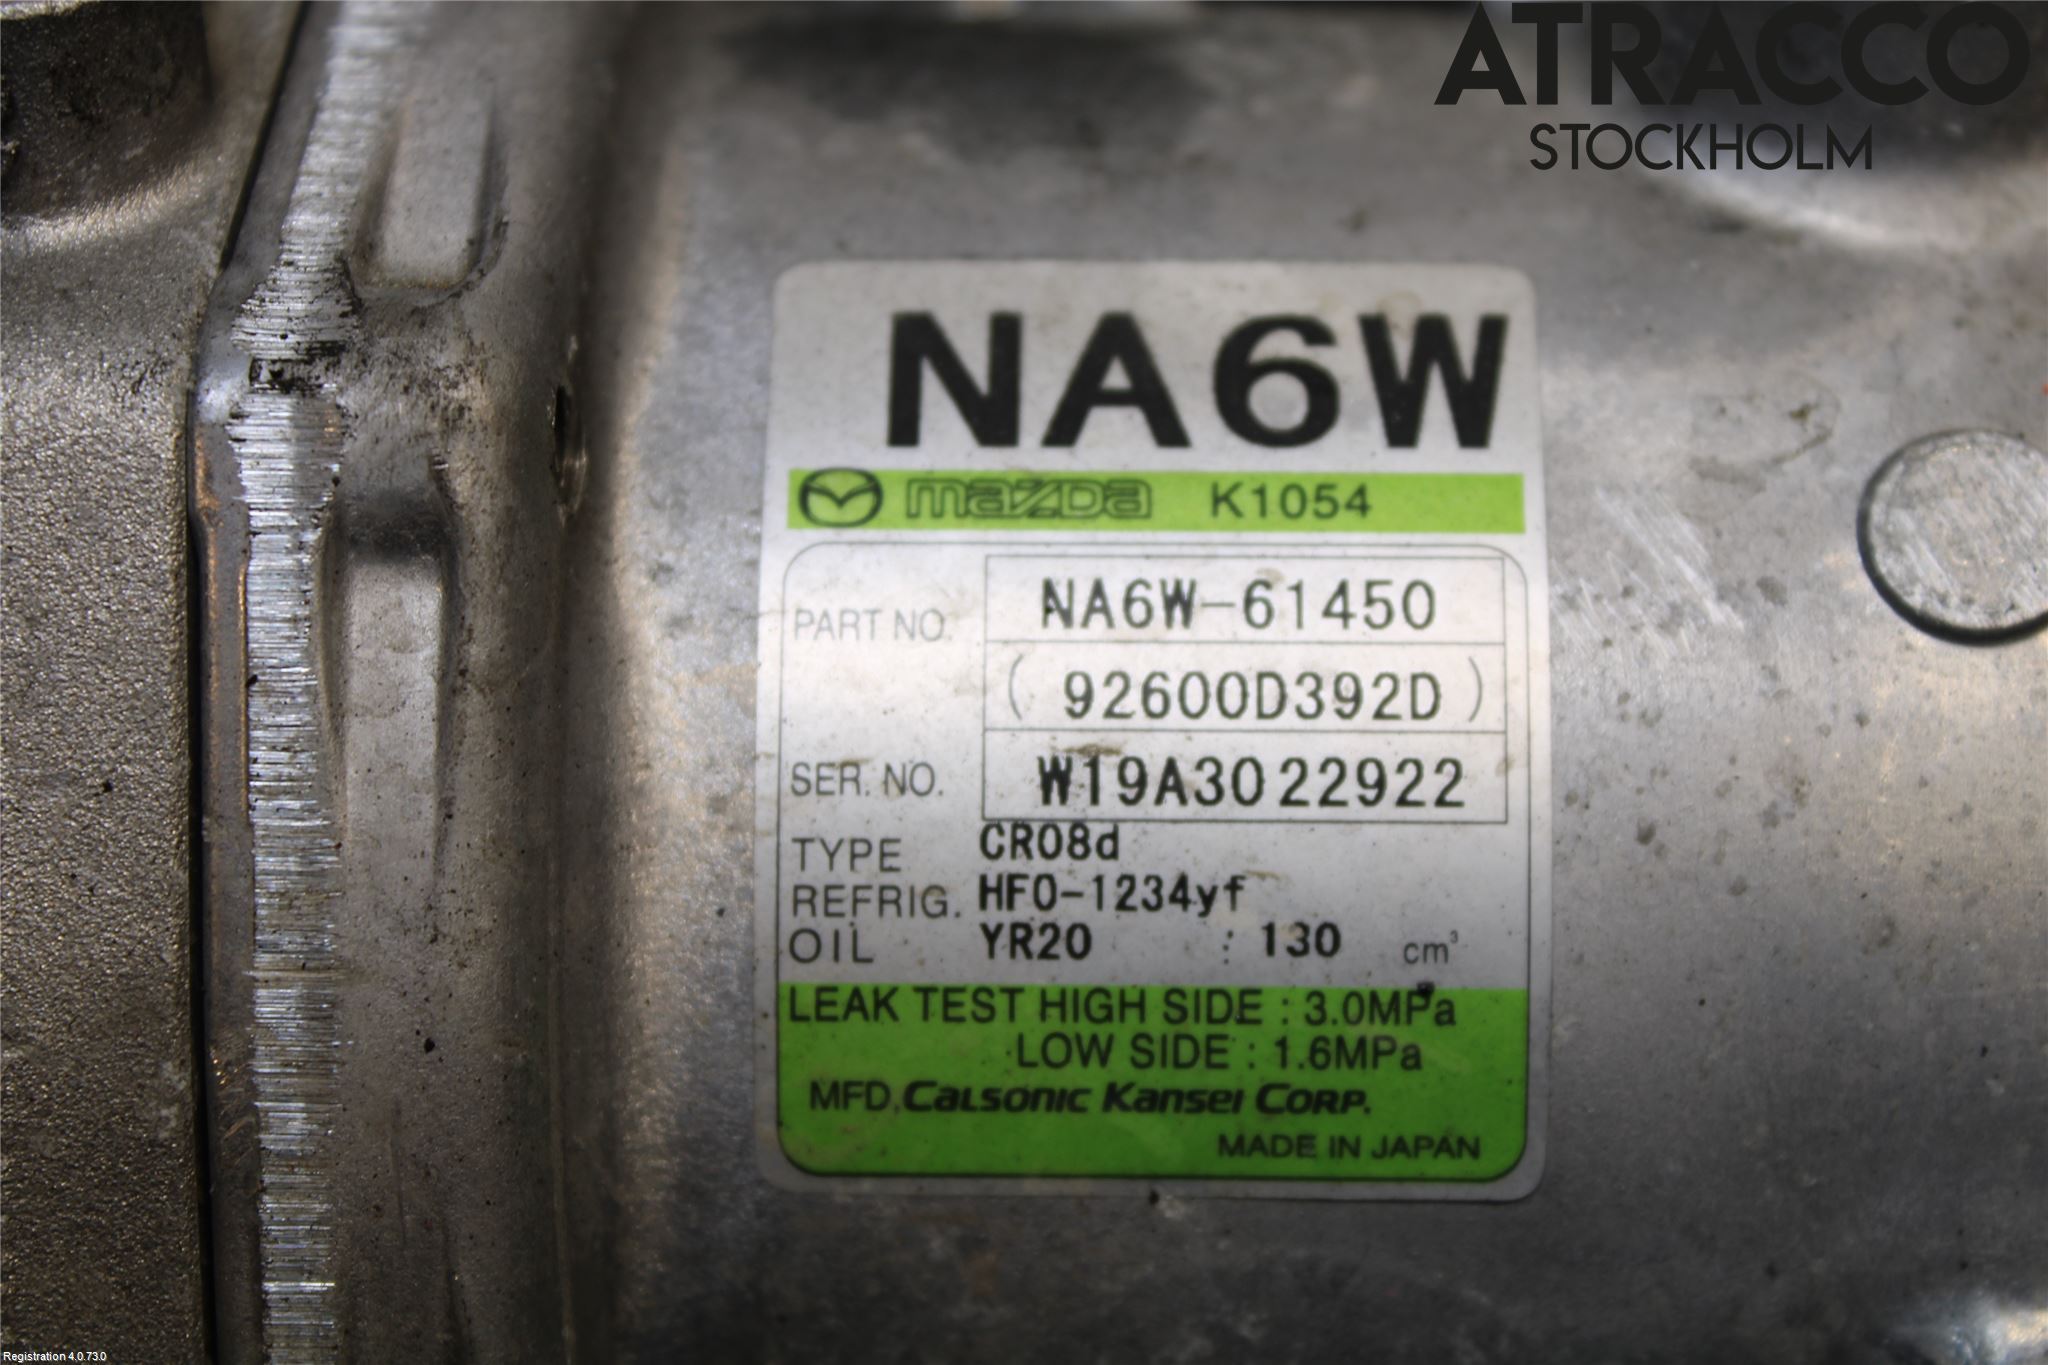 ATRACCO
STOCKHOLM
NA6W
mazda K1054
PART NO. NA6W-61450
( 92600D392D )
SER. NO. W19A3022922
TYPE CR08d
REFRIG. HFO-1234yf
OIL YR20 : 130 cm³
LEAK TEST HIGH SIDE : 3.0MPa
LOW SIDE : 1.6MPa
MFD. CALSONIC KANSEI CORP.
MADE IN JAPAN
Registration 4.0.73.0